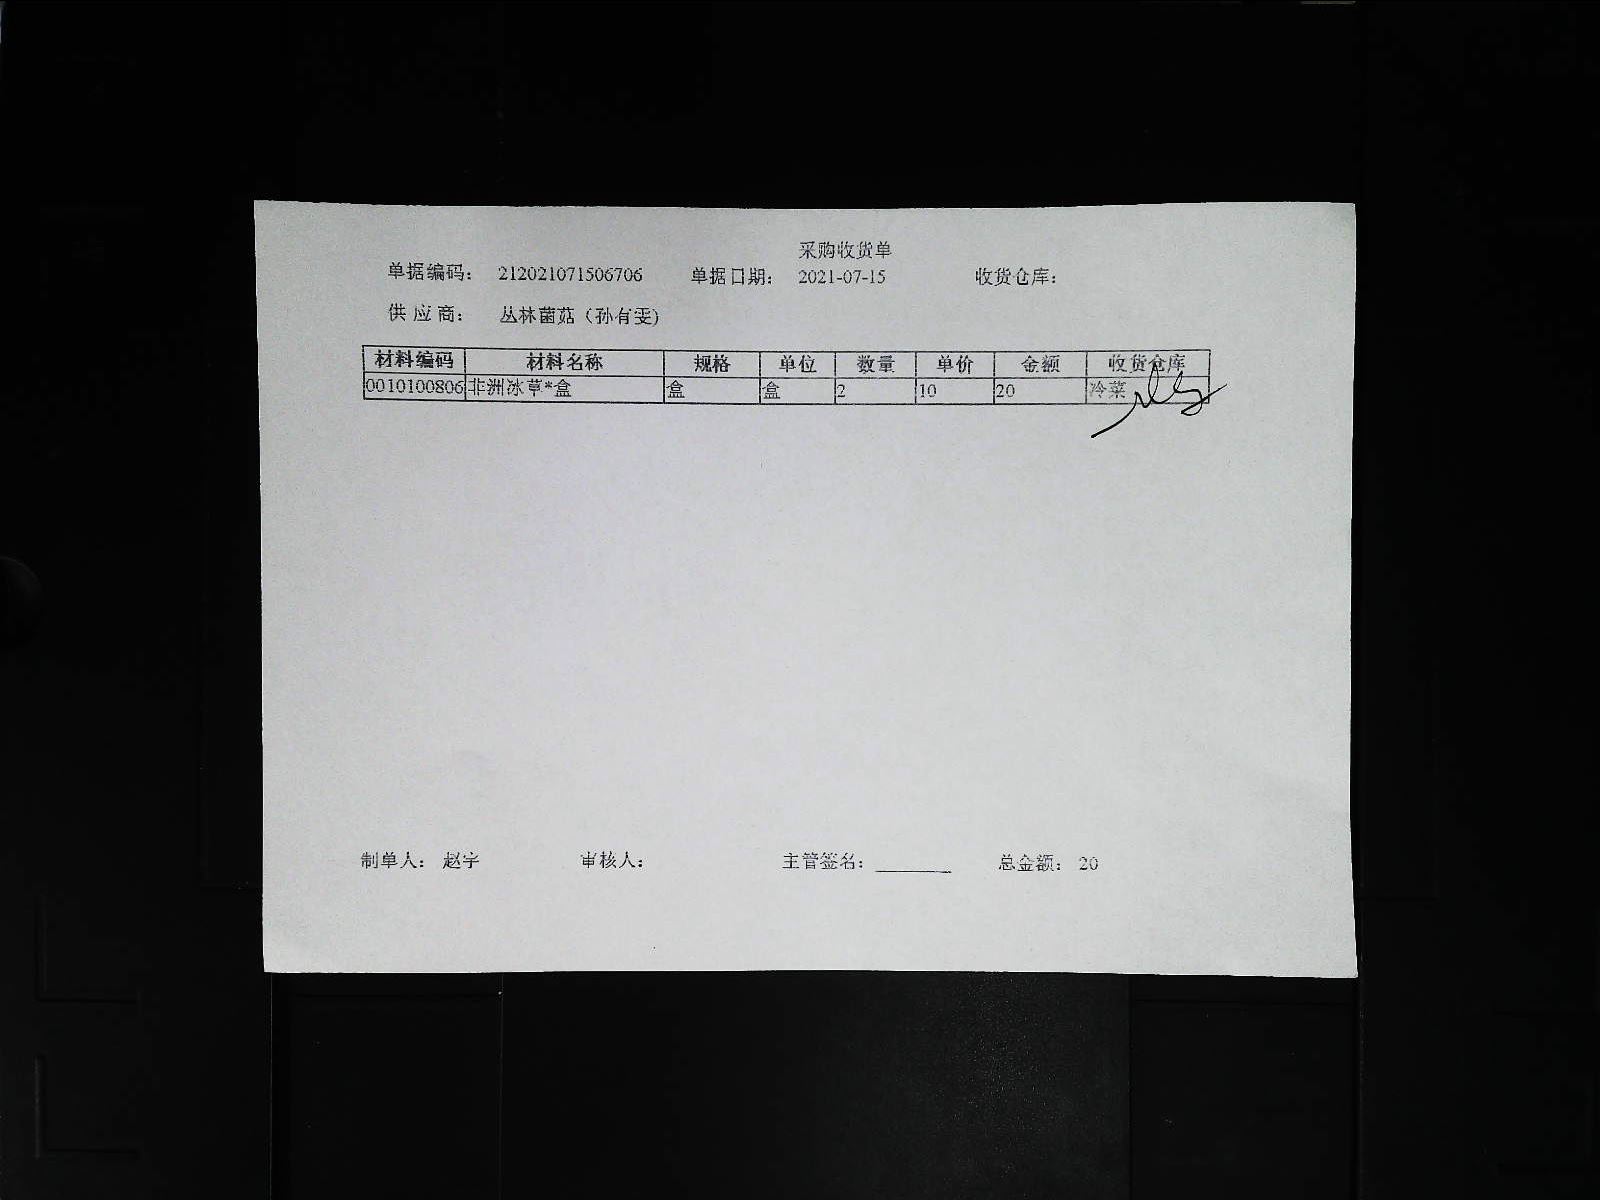 采购收货单
单据编码： 212021071506706 单据日期： 2021-07-15 收货仓库：
供应商： 丛林菌菇（孙有雯)
材料编码 材料名称 规格 单位 数量 单价 金额 收货仓库
0010100806 非洲冰草*盒 盒 盒 2 10 20 冷菜
制单人： 赵宇 审核人： 主管签名：________ 总金额： 20